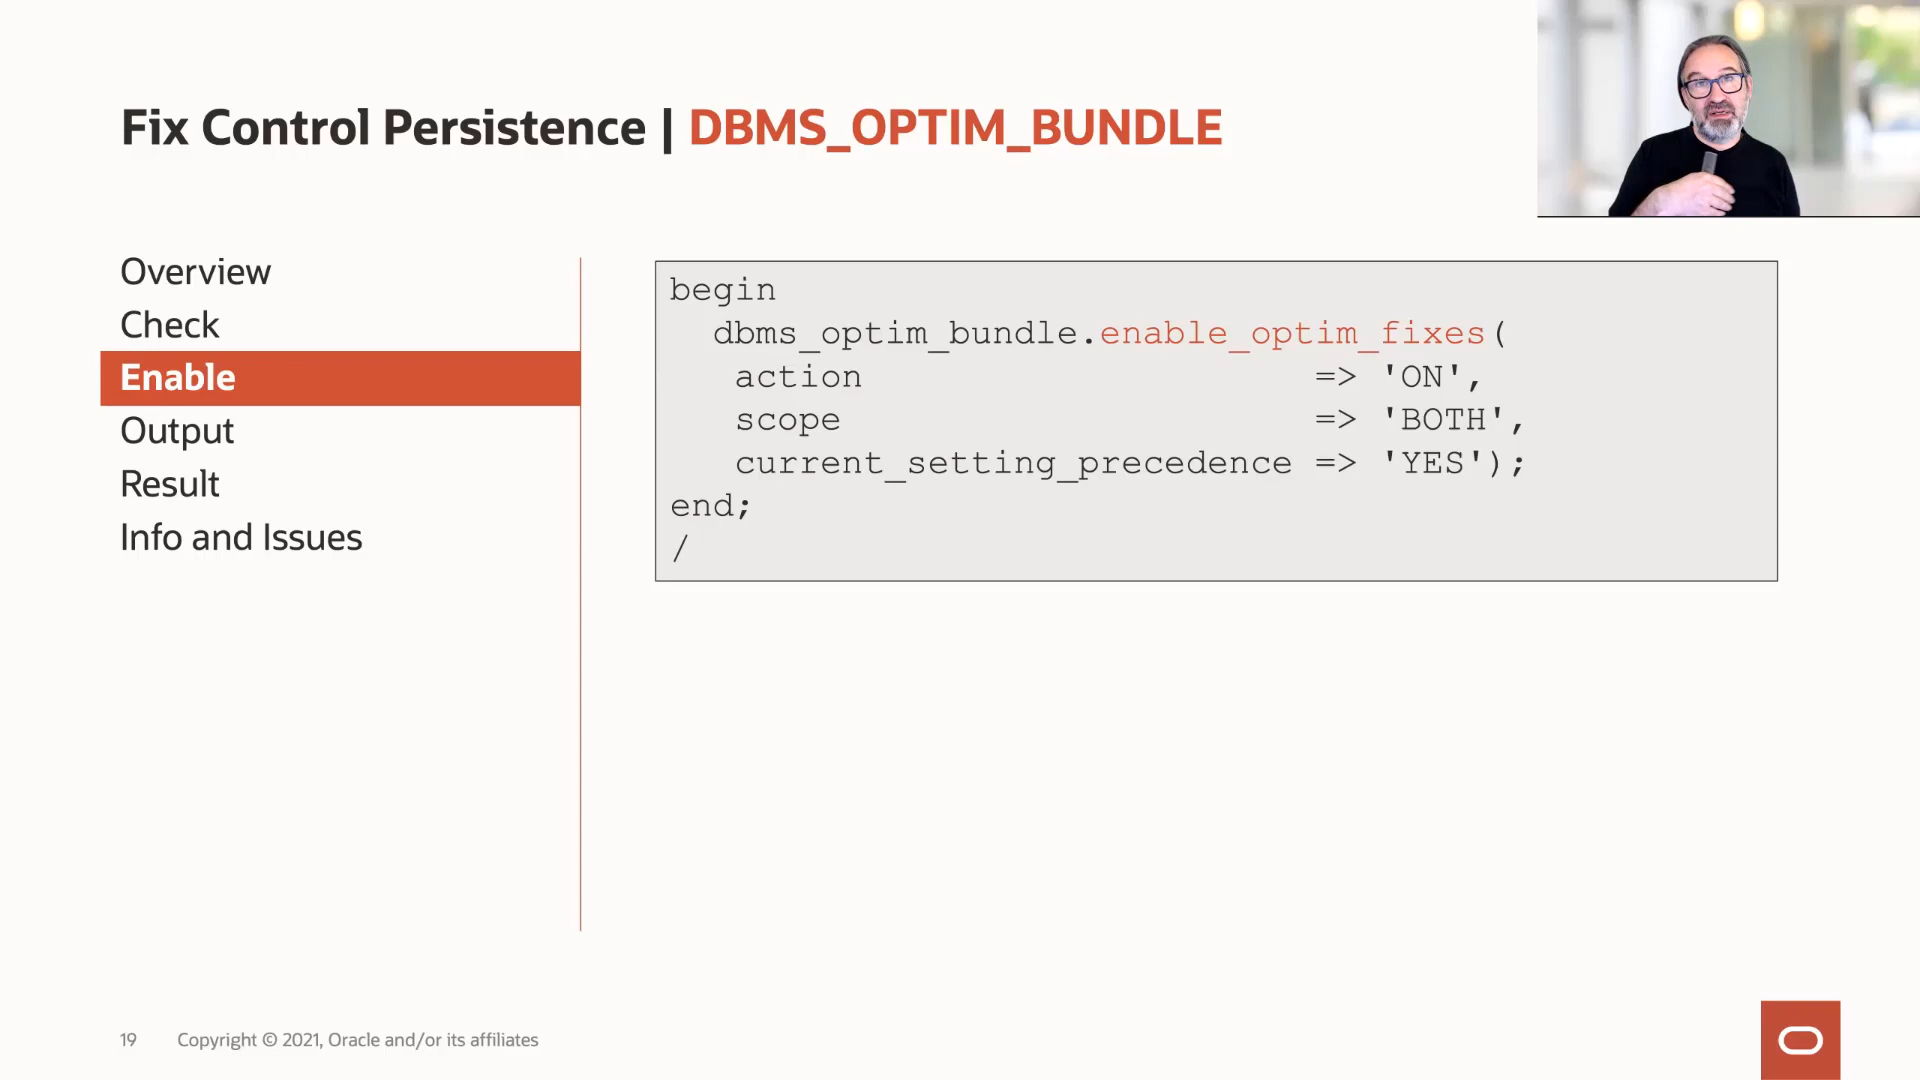 Fix Control Persistence | DBMS_OPTIM_BUNDLE
Overview
Check
Enable
Output
Result
Info and Issues
begin
  dbms_optim_bundle.enable_optim_fixes(
   action                     => 'ON',
   scope                      => 'BOTH',
   current_setting_precedence => 'YES');
end;
/
19 Copyright © 2021, Oracle and/or its affiliates